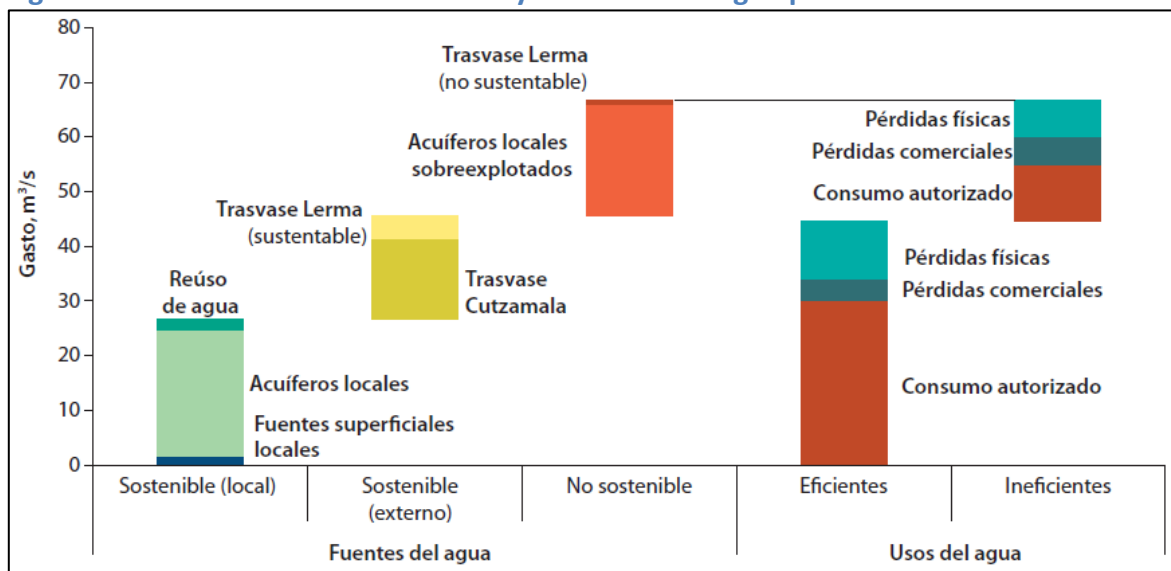 80
70
60
50
40
30
20
10
0
Gasto, m³/s
Reúso
de agua
Acuíferos locales
Fuentes superficiales
locales
Trasvase Lerma
(sustentable)
Trasvase
Cutzamala
Trasvase Lerma
(no sustentable)
Acuíferos locales
sobreexplotados
Pérdidas físicas
Pérdidas comerciales
Consumo autorizado
Pérdidas físicas
Pérdidas comerciales
Consumo autorizado
Sostenible (local)
Sostenible
(externo)
No sostenible
Eficientes
Ineficientes
Fuentes del agua
Usos del agua